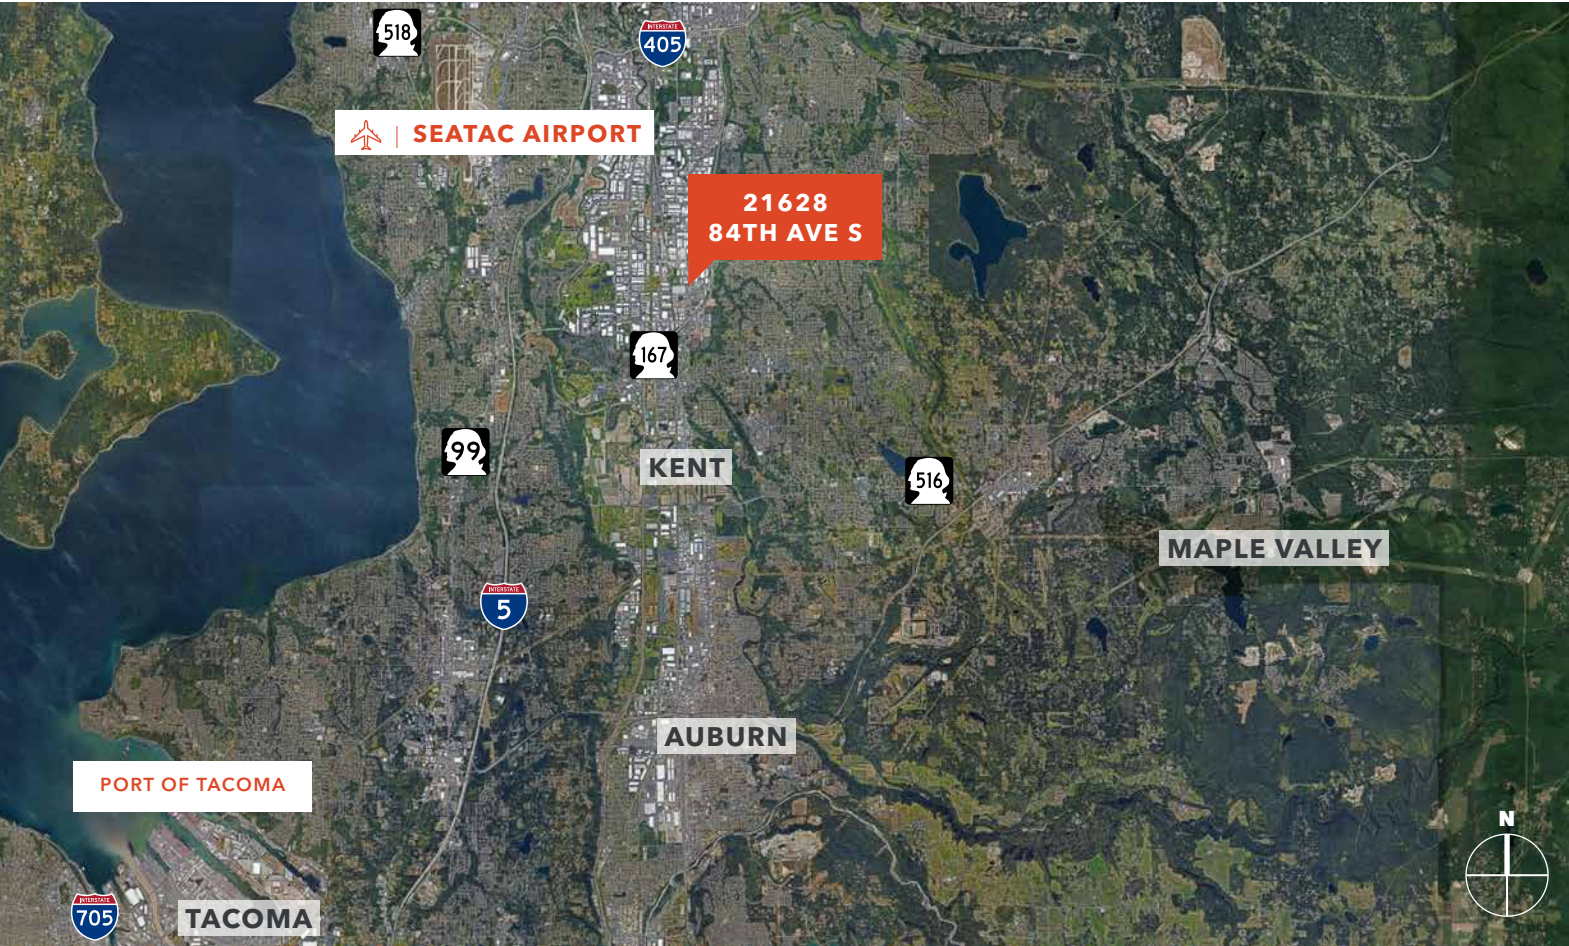 518
INTERSTATE
405
| SEATAC AIRPORT
21628
84TH AVE S
167
99
KENT
516
MAPLE VALLEY
INTERSTATE
5
AUBURN
PORT OF TACOMA
N
INTERSTATE
705
TACOMA